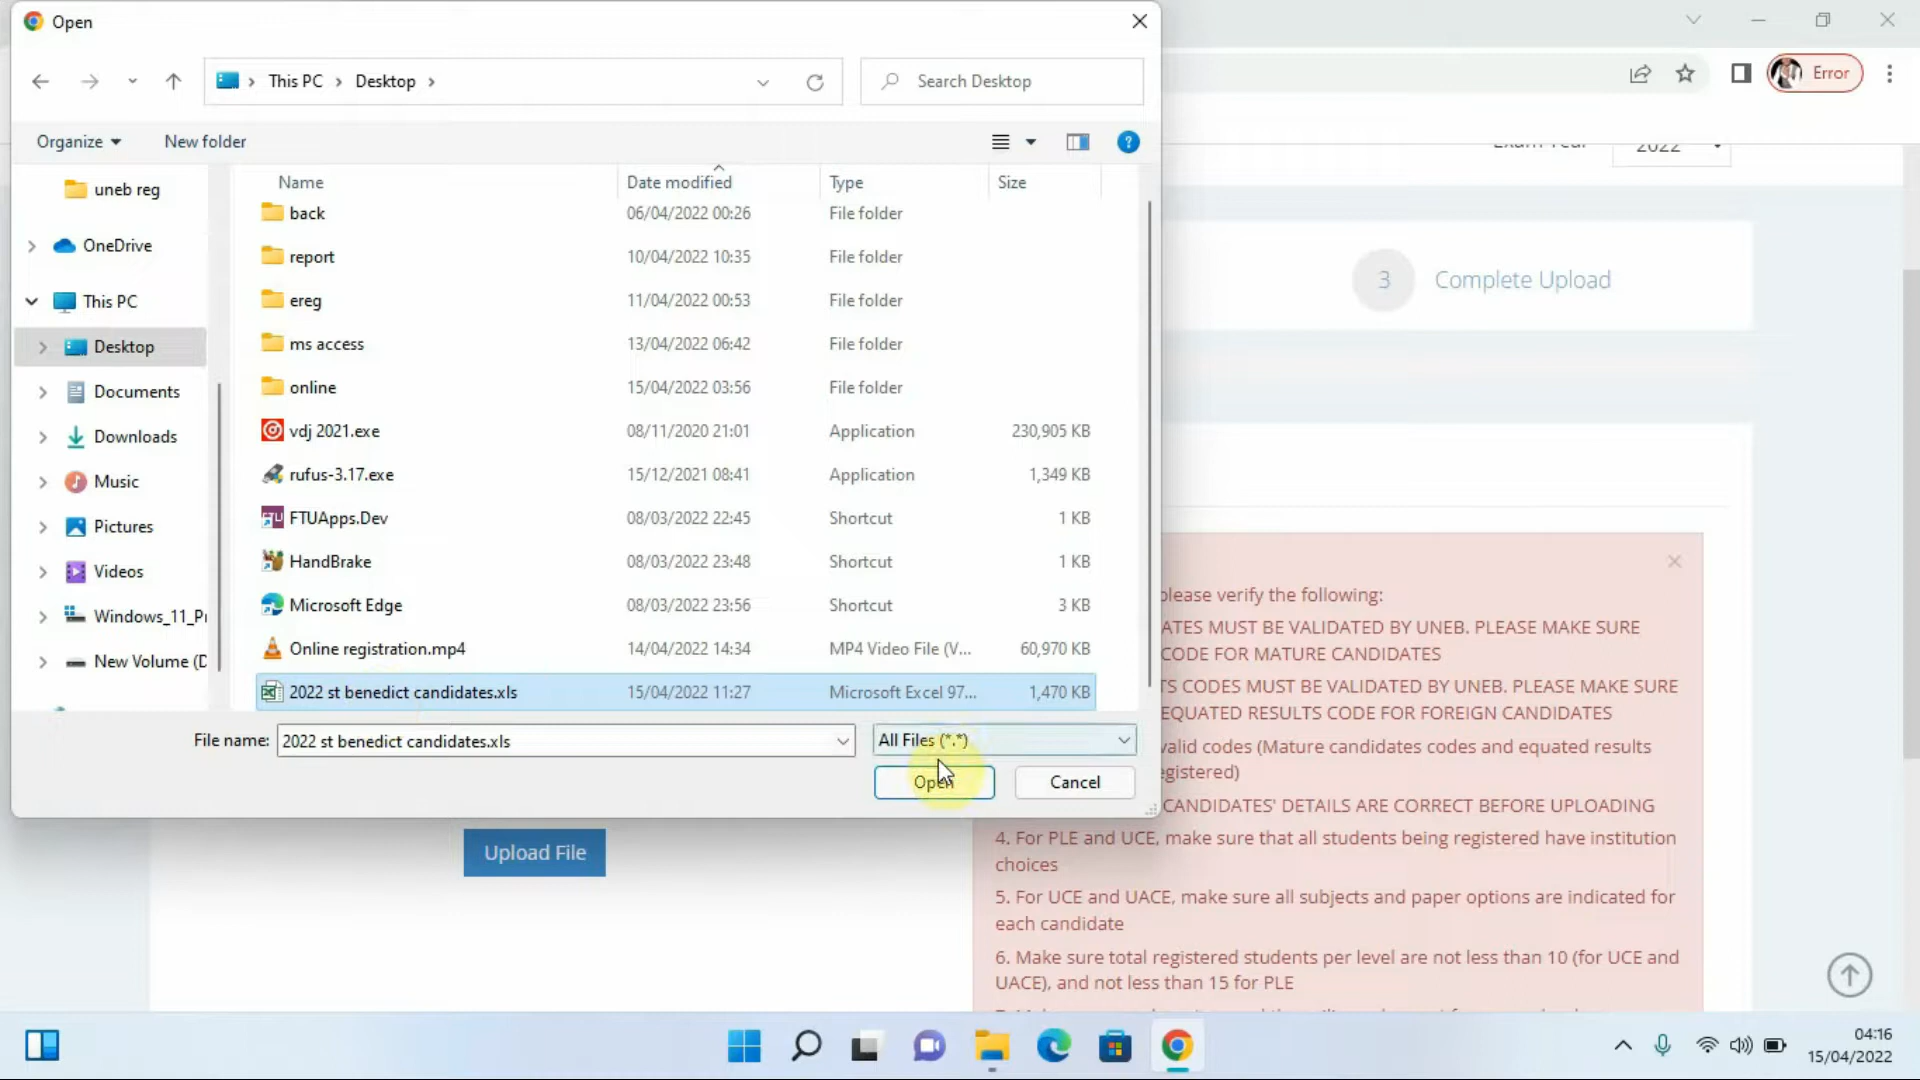 Open
Error
This PC
Desktop
Search Desktop
Organize
New folder
Exam Year
2022
uneb reg
OneDrive
This PC
Desktop
Documents
Downloads
Music
Pictures
Videos
Windows_11_Pr
New Volume (D
Name Date modified Type Size
back 06/04/2022 00:26 File folder
report 10/04/2022 10:35 File folder
ereg 11/04/2022 00:53 File folder
ms access 13/04/2022 06:42 File folder
online 15/04/2022 03:56 File folder
vdj 2021.exe 08/11/2020 21:01 Application 230,905 KB
rufus-3.17.exe 15/12/2021 08:41 Application 1,349 KB
FTUApps.Dev 08/03/2022 22:45 Shortcut 1 KB
HandBrake 08/03/2022 23:48 Shortcut 1 KB
Microsoft Edge 08/03/2022 23:56 Shortcut 3 KB
Online registration.mp4 14/04/2022 14:34 MP4 Video File (V... 60,970 KB
2022 st benedict candidates.xls 15/04/2022 11:27 Microsoft Excel 97... 1,470 KB
File name: 2022 st benedict candidates.xls All Files (*.*)
Open Cancel
3 Complete Upload
please verify the following:
ATES MUST BE VALIDATED BY UNEB. PLEASE MAKE SURE
CODE FOR MATURE CANDIDATES
TS CODES MUST BE VALIDATED BY UNEB. PLEASE MAKE SURE
EQUATED RESULTS CODE FOR FOREIGN CANDIDATES
valid codes (Mature candidates codes and equated results
egistered)
CANDIDATES' DETAILS ARE CORRECT BEFORE UPLOADING
4. For PLE and UCE, make sure that all students being registered have institution
choices
5. For UCE and UACE, make sure all subjects and paper options are indicated for
each candidate
6. Make sure total registered students per level are not less than 10 (for UCE and
UACE), and not less than 15 for PLE
Upload File
04:16
15/04/2022